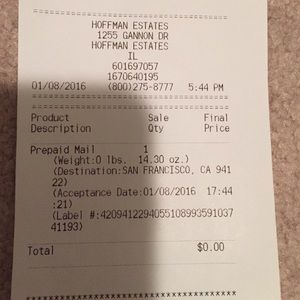 ==============================
HOFFMAN ESTATES
1255 GANNON DR
HOFFMAN ESTATES
IL
601697057
1670640195
01/08/2016 (800)275-8777 5:44 PM
==============================
==============================
Product Sale Final
Description Qty Price
Prepaid Mail 1
(Weight:0 lbs. 14.30 oz.)
(Destination:SAN FRANCISCO, CA 941
22)
(Acceptance Date:01/08/2016 17:44
:21)
(Label #:4209412294055108993591037
41193)
Total $0.00